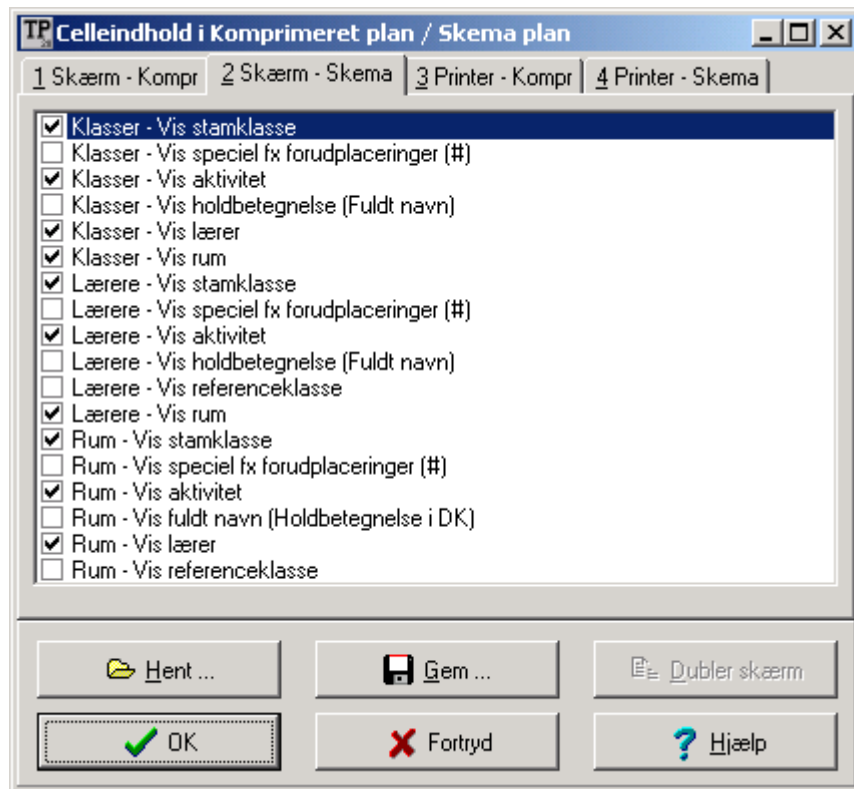 TP Celleindhold i Komprimeret plan / Skema plan
1 Skærm - Kompr 2 Skærm - Skema 3 Printer - Kompr 4 Printer - Skema
Klasser - Vis stamklasse
Klasser - Vis speciel fx forudplaceringer (#)
Klasser - Vis aktivitet
Klasser - Vis holdbetegnelse (Fuldt navn)
Klasser - Vis lærer
Klasser - Vis rum
Lærere - Vis stamklasse
Lærere - Vis speciel fx forudplaceringer (#)
Lærere - Vis aktivitet
Lærere - Vis holdbetegnelse (Fuldt navn)
Lærere - Vis referenceklasse
Lærere - Vis rum
Rum - Vis stamklasse
Rum - Vis speciel fx forudplaceringer (#)
Rum - Vis aktivitet
Rum - Vis fuldt navn (Holdbetegnelse i DK)
Rum - Vis lærer
Rum - Vis referenceklasse
Hent ... Gem ... Dubler skærm
OK Fortryd Hjælp